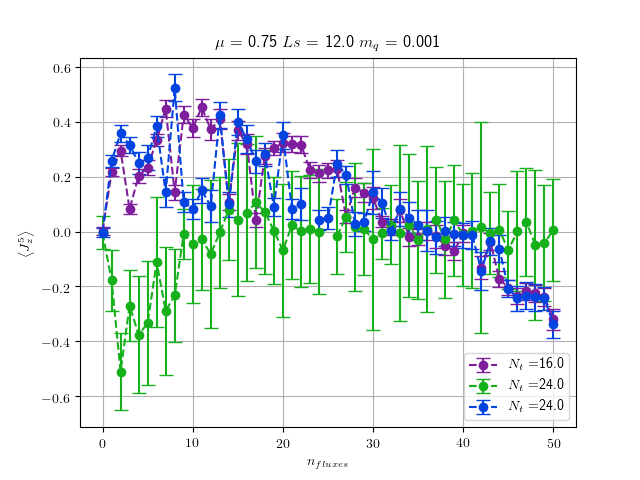 μ = 0.75 Ls = 12.0 m_q = 0.001
0.6
0.4
0.2
0.0
−0.2
−0.4
−0.6
⟨J_z^5⟩
0
10
20
30
40
50
n_{fluxes}
N_t =16.0
N_t =24.0
N_t =24.0